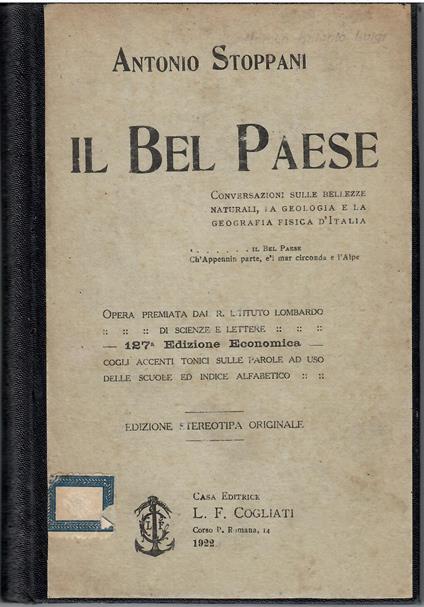 Antonio Stoppani
Il Bel Paese
Conversazioni sulle bellezze
naturali, la geologia e la
geografia fisica d'Italia
. . . . . . . il Bel Paese
Ch'Appennin parte, e'l mar circonda e l'Alpe
Opera premiata dal R. Istituto Lombardo
:: :: :: di scienze e lettere :: :: ::
— 127ª Edizione Economica —
cogli accenti tonici sulle parole ad uso
delle scuole ed indice alfabetico :: ::
EDIZIONE STEREOTIPA ORIGINALE
Casa Editrice
L. F. Cogliati
Corso P. Romana, 14
1922